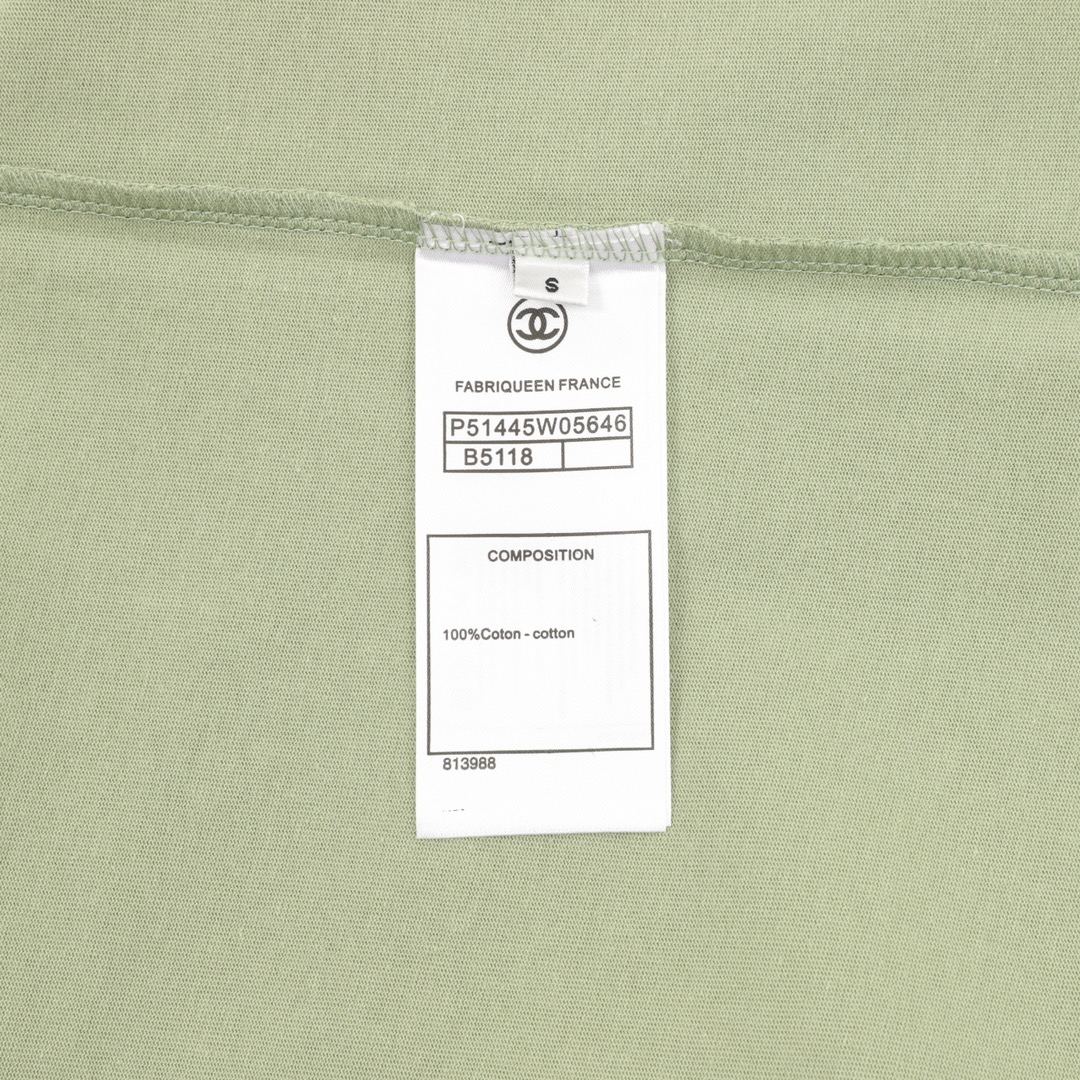 S
FABRIQUEEN FRANCE
P51445W05646
B5118
COMPOSITION
100%Coton - cotton
813988